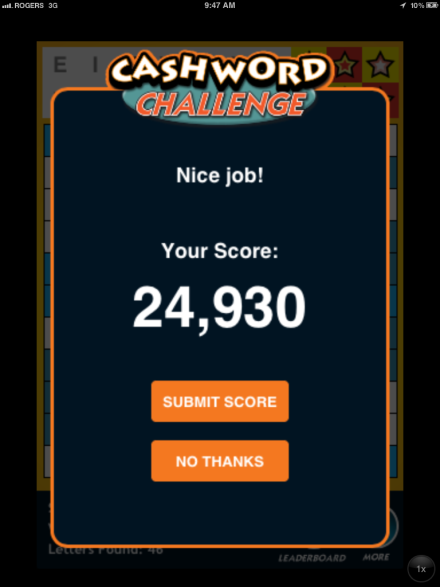 ROGERS 3G 9:47 AM 10%
E I
CASHWORD
CHALLENGE
Nice job!
Your Score:
24,930
SUBMIT SCORE
NO THANKS
Letters Found: 46
LEADERBOARD MORE
1x